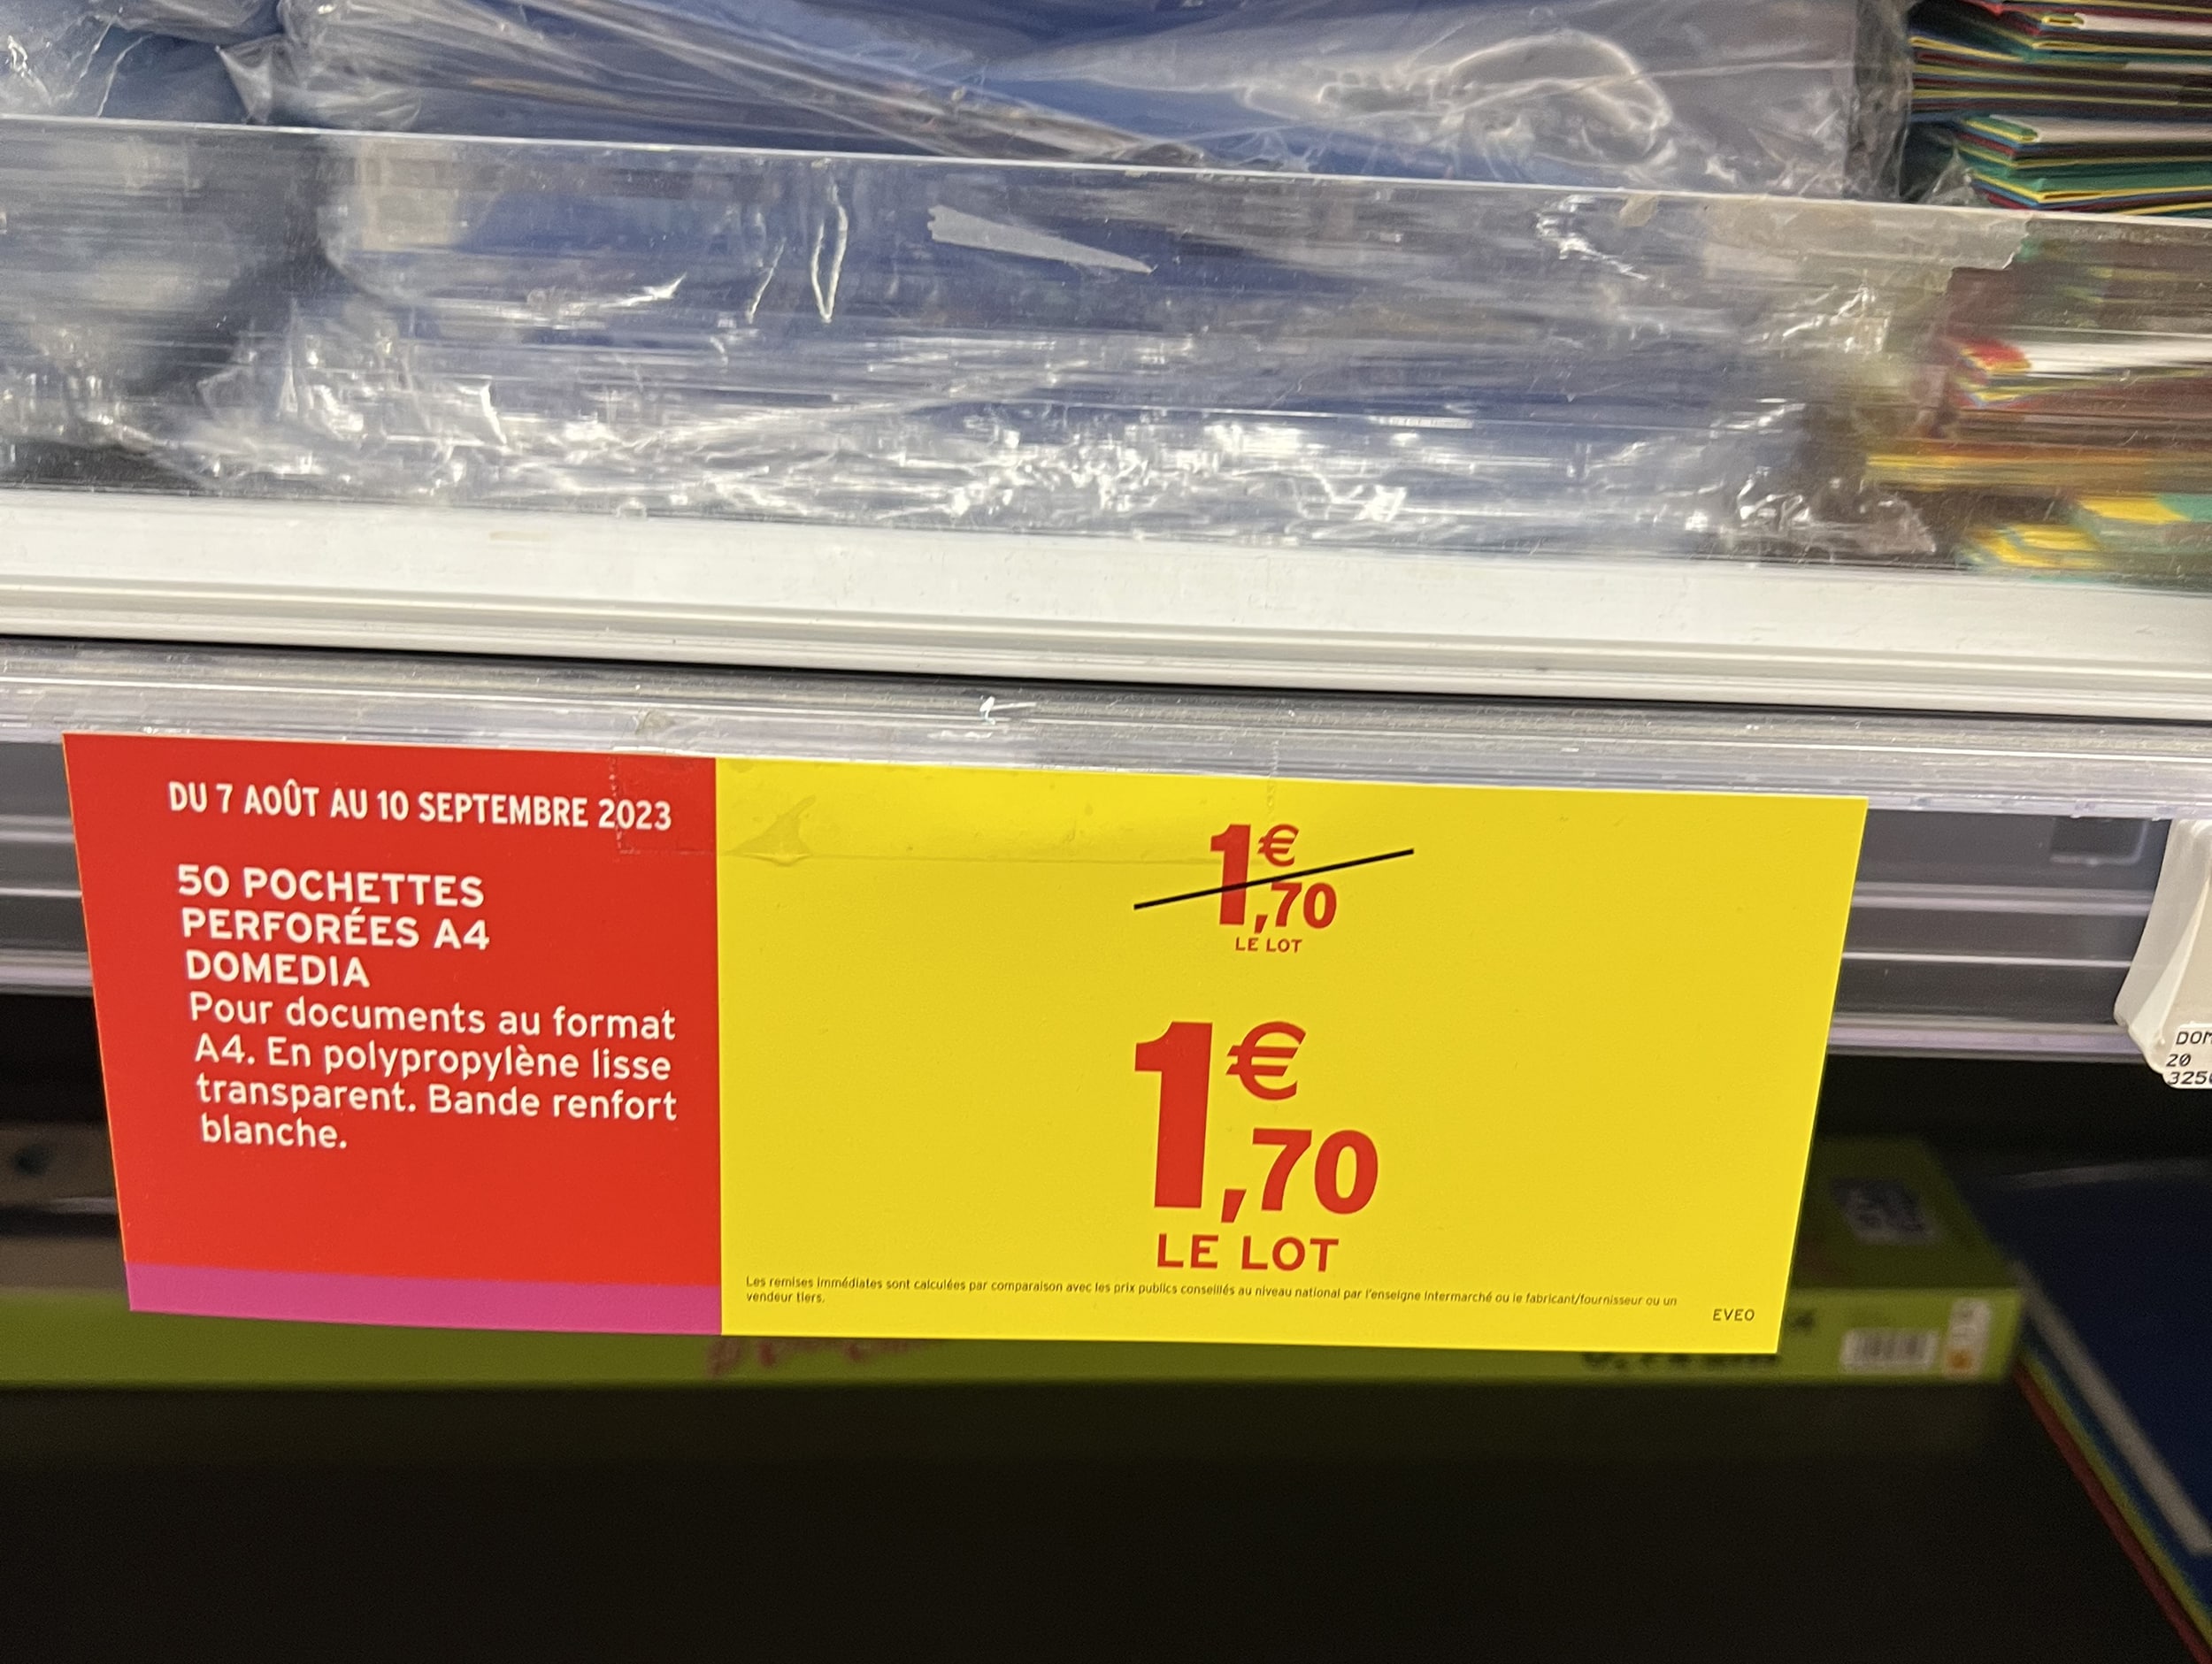 DU 7 AOÛT AU 10 SEPTEMBRE 2023
50 POCHETTES
PERFORÉES A4
DOMEDIA
Pour documents au format
A4. En polypropylène lisse
transparent. Bande renfort
blanche.
1€
,70
LE LOT
1€
,70
LE LOT
Les remises immédiates sont calculées par comparaison avec les prix publics conseillés au niveau national par l'enseigne Intermarché ou le fabricant/fournisseur ou un
vendeur tiers.
EVEO
20